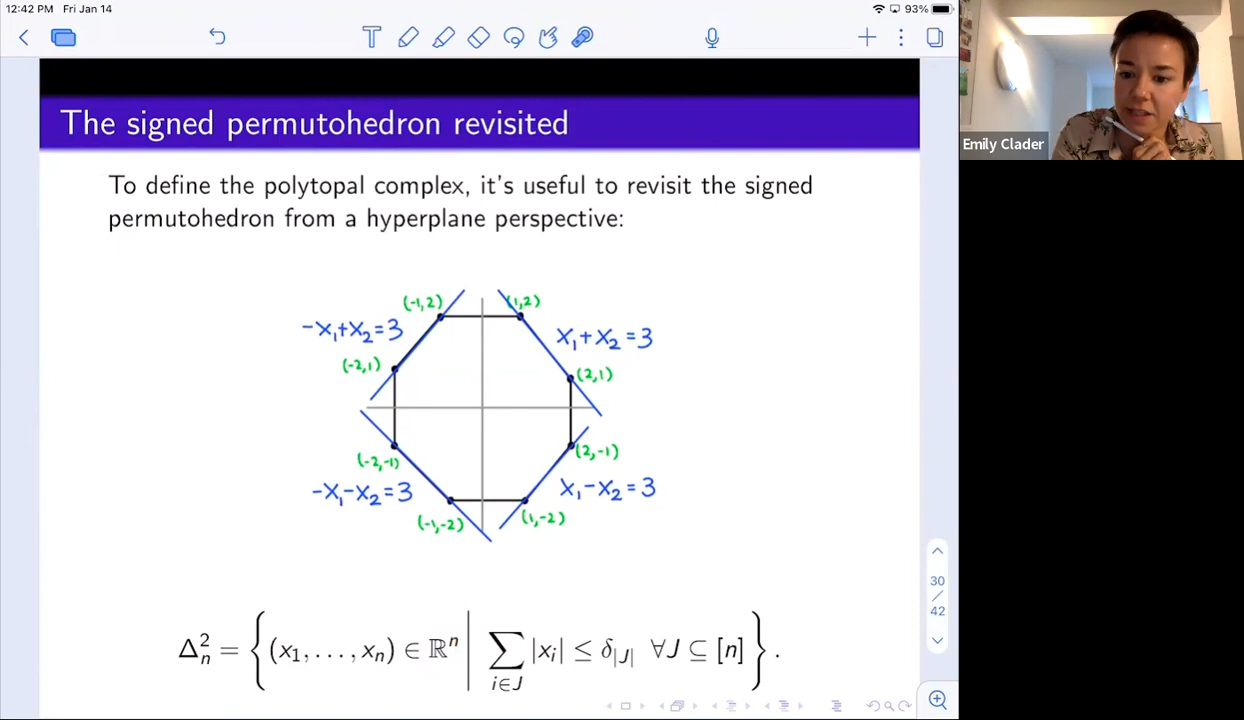 12:42 PM Fri Jan 14
93%
The signed permutohedron revisited
Emily Clader
To define the polytopal complex, it's useful to revisit the signed
permutohedron from a hyperplane perspective:
(-1,2) (1,2)
-x₁+x₂=3 x₁+x₂=3
(-2,1) (2,1)
(-2,-1) (2,-1)
-x₁-x₂=3 x₁-x₂=3
(-1,-2) (1,-2)
30
/
42
Δ²ₙ = { (x₁, . . . , xₙ) ∈ ℝⁿ | ∑_{i∈J} |xᵢ| ≤ δ_{|J|} ∀J ⊆ [n] } .